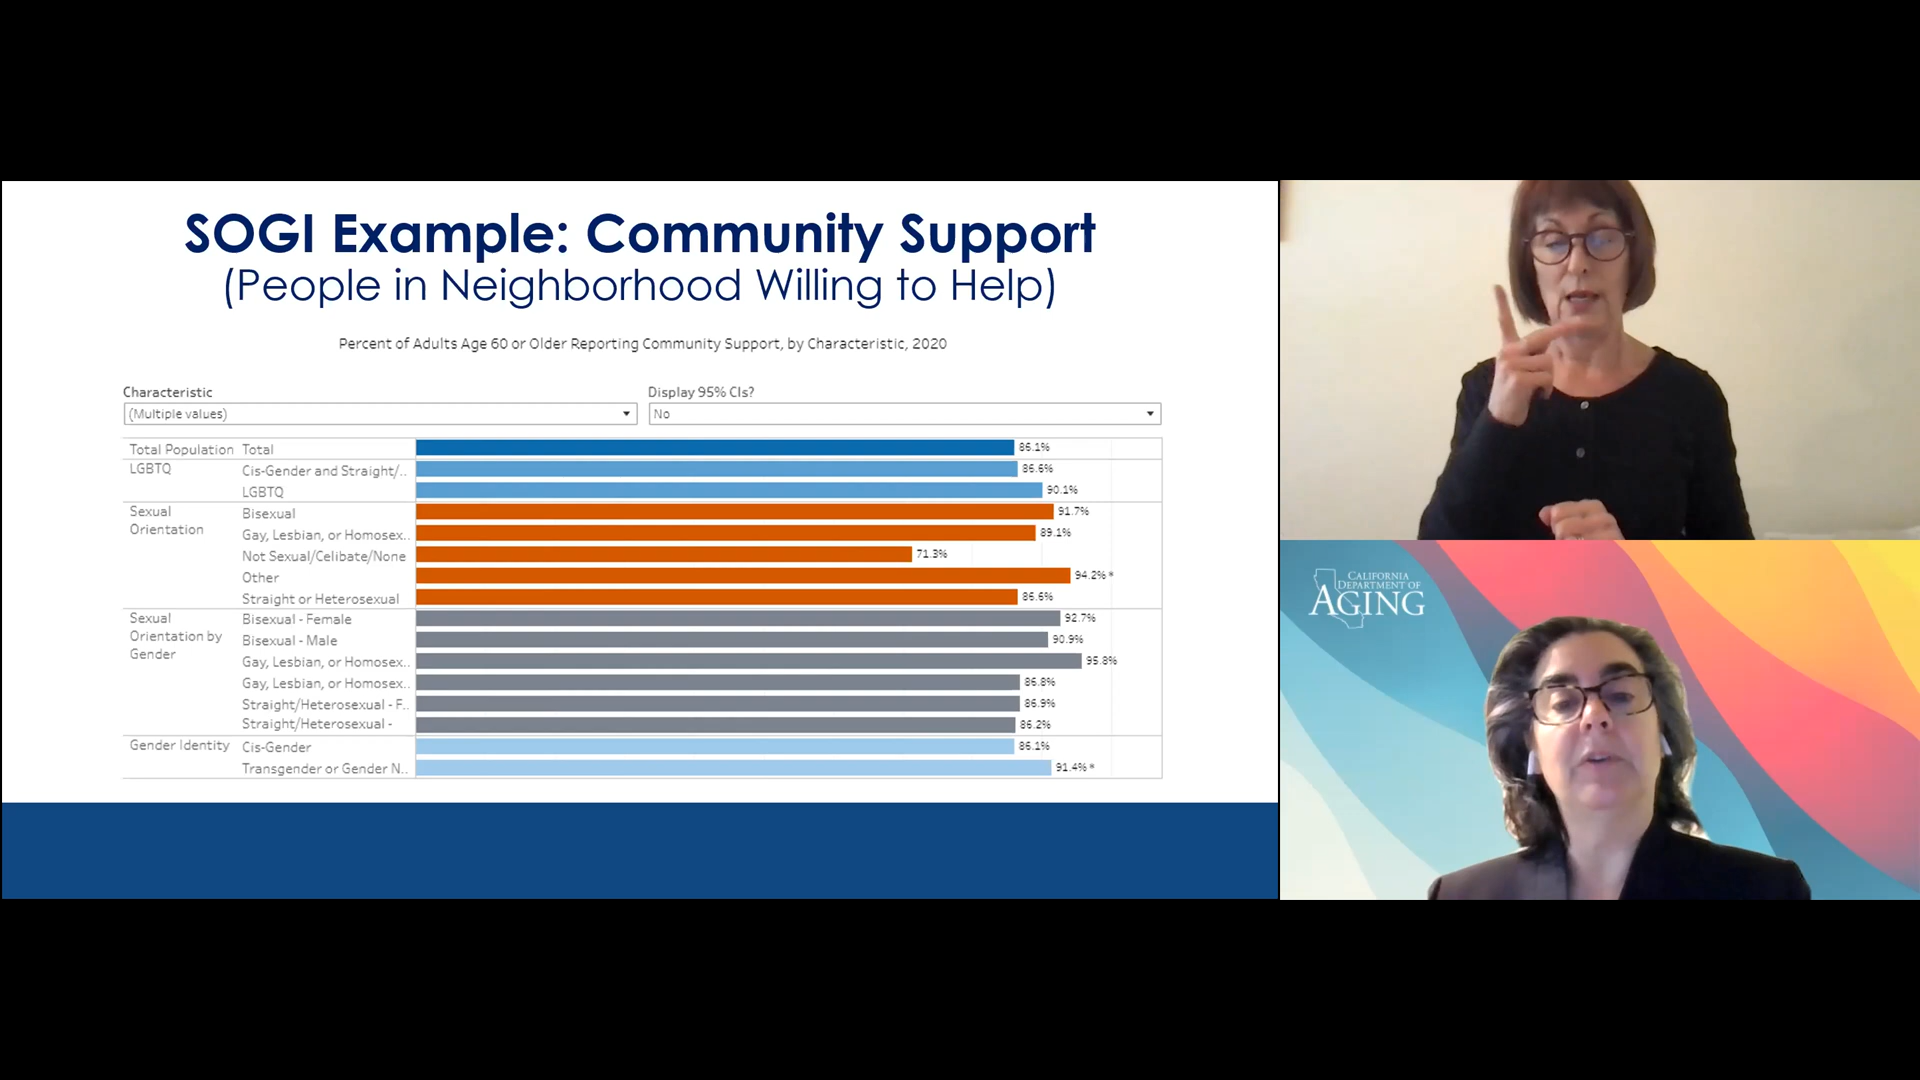 SOGI Example: Community Support
(People in Neighborhood Willing to Help)
Percent of Adults Age 60 or Older Reporting Community Support, by Characteristic, 2020
Characteristic
(Multiple values)
Display 95% CIs?
No
Total Population Total 86.1%
LGBTQ Cis-Gender and Straight/.. 86.6%
LGBTQ 90.1%
Sexual Orientation Bisexual 91.7%
Gay, Lesbian, or Homosex.. 89.1%
Not Sexual/Celibate/None 71.3%
Other 94.2% *
Straight or Heterosexual 86.6%
Sexual Orientation by Gender Bisexual - Female 92.7%
Bisexual - Male 90.9%
Gay, Lesbian, or Homosex.. 95.8%
Gay, Lesbian, or Homosex.. 86.8%
Straight/Heterosexual - F.. 86.9%
Straight/Heterosexual - 86.2%
Gender Identity Cis-Gender 86.1%
Transgender or Gender N.. 91.4% *
CALIFORNIA
DEPARTMENT OF
AGING